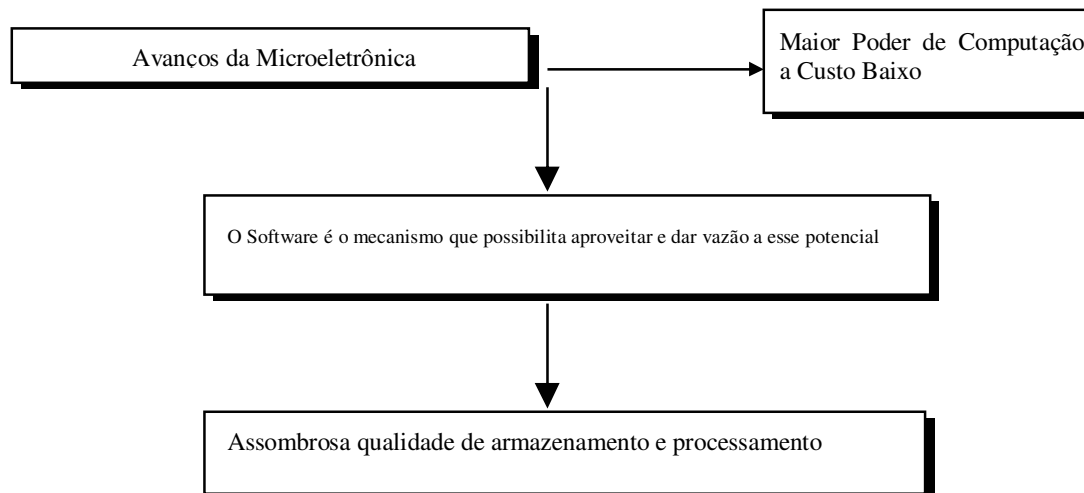 Avanços da Microeletrônica
Maior Poder de Computação
a Custo Baixo
O Software é o mecanismo que possibilita aproveitar e dar vazão a esse potencial
Assombrosa qualidade de armazenamento e processamento